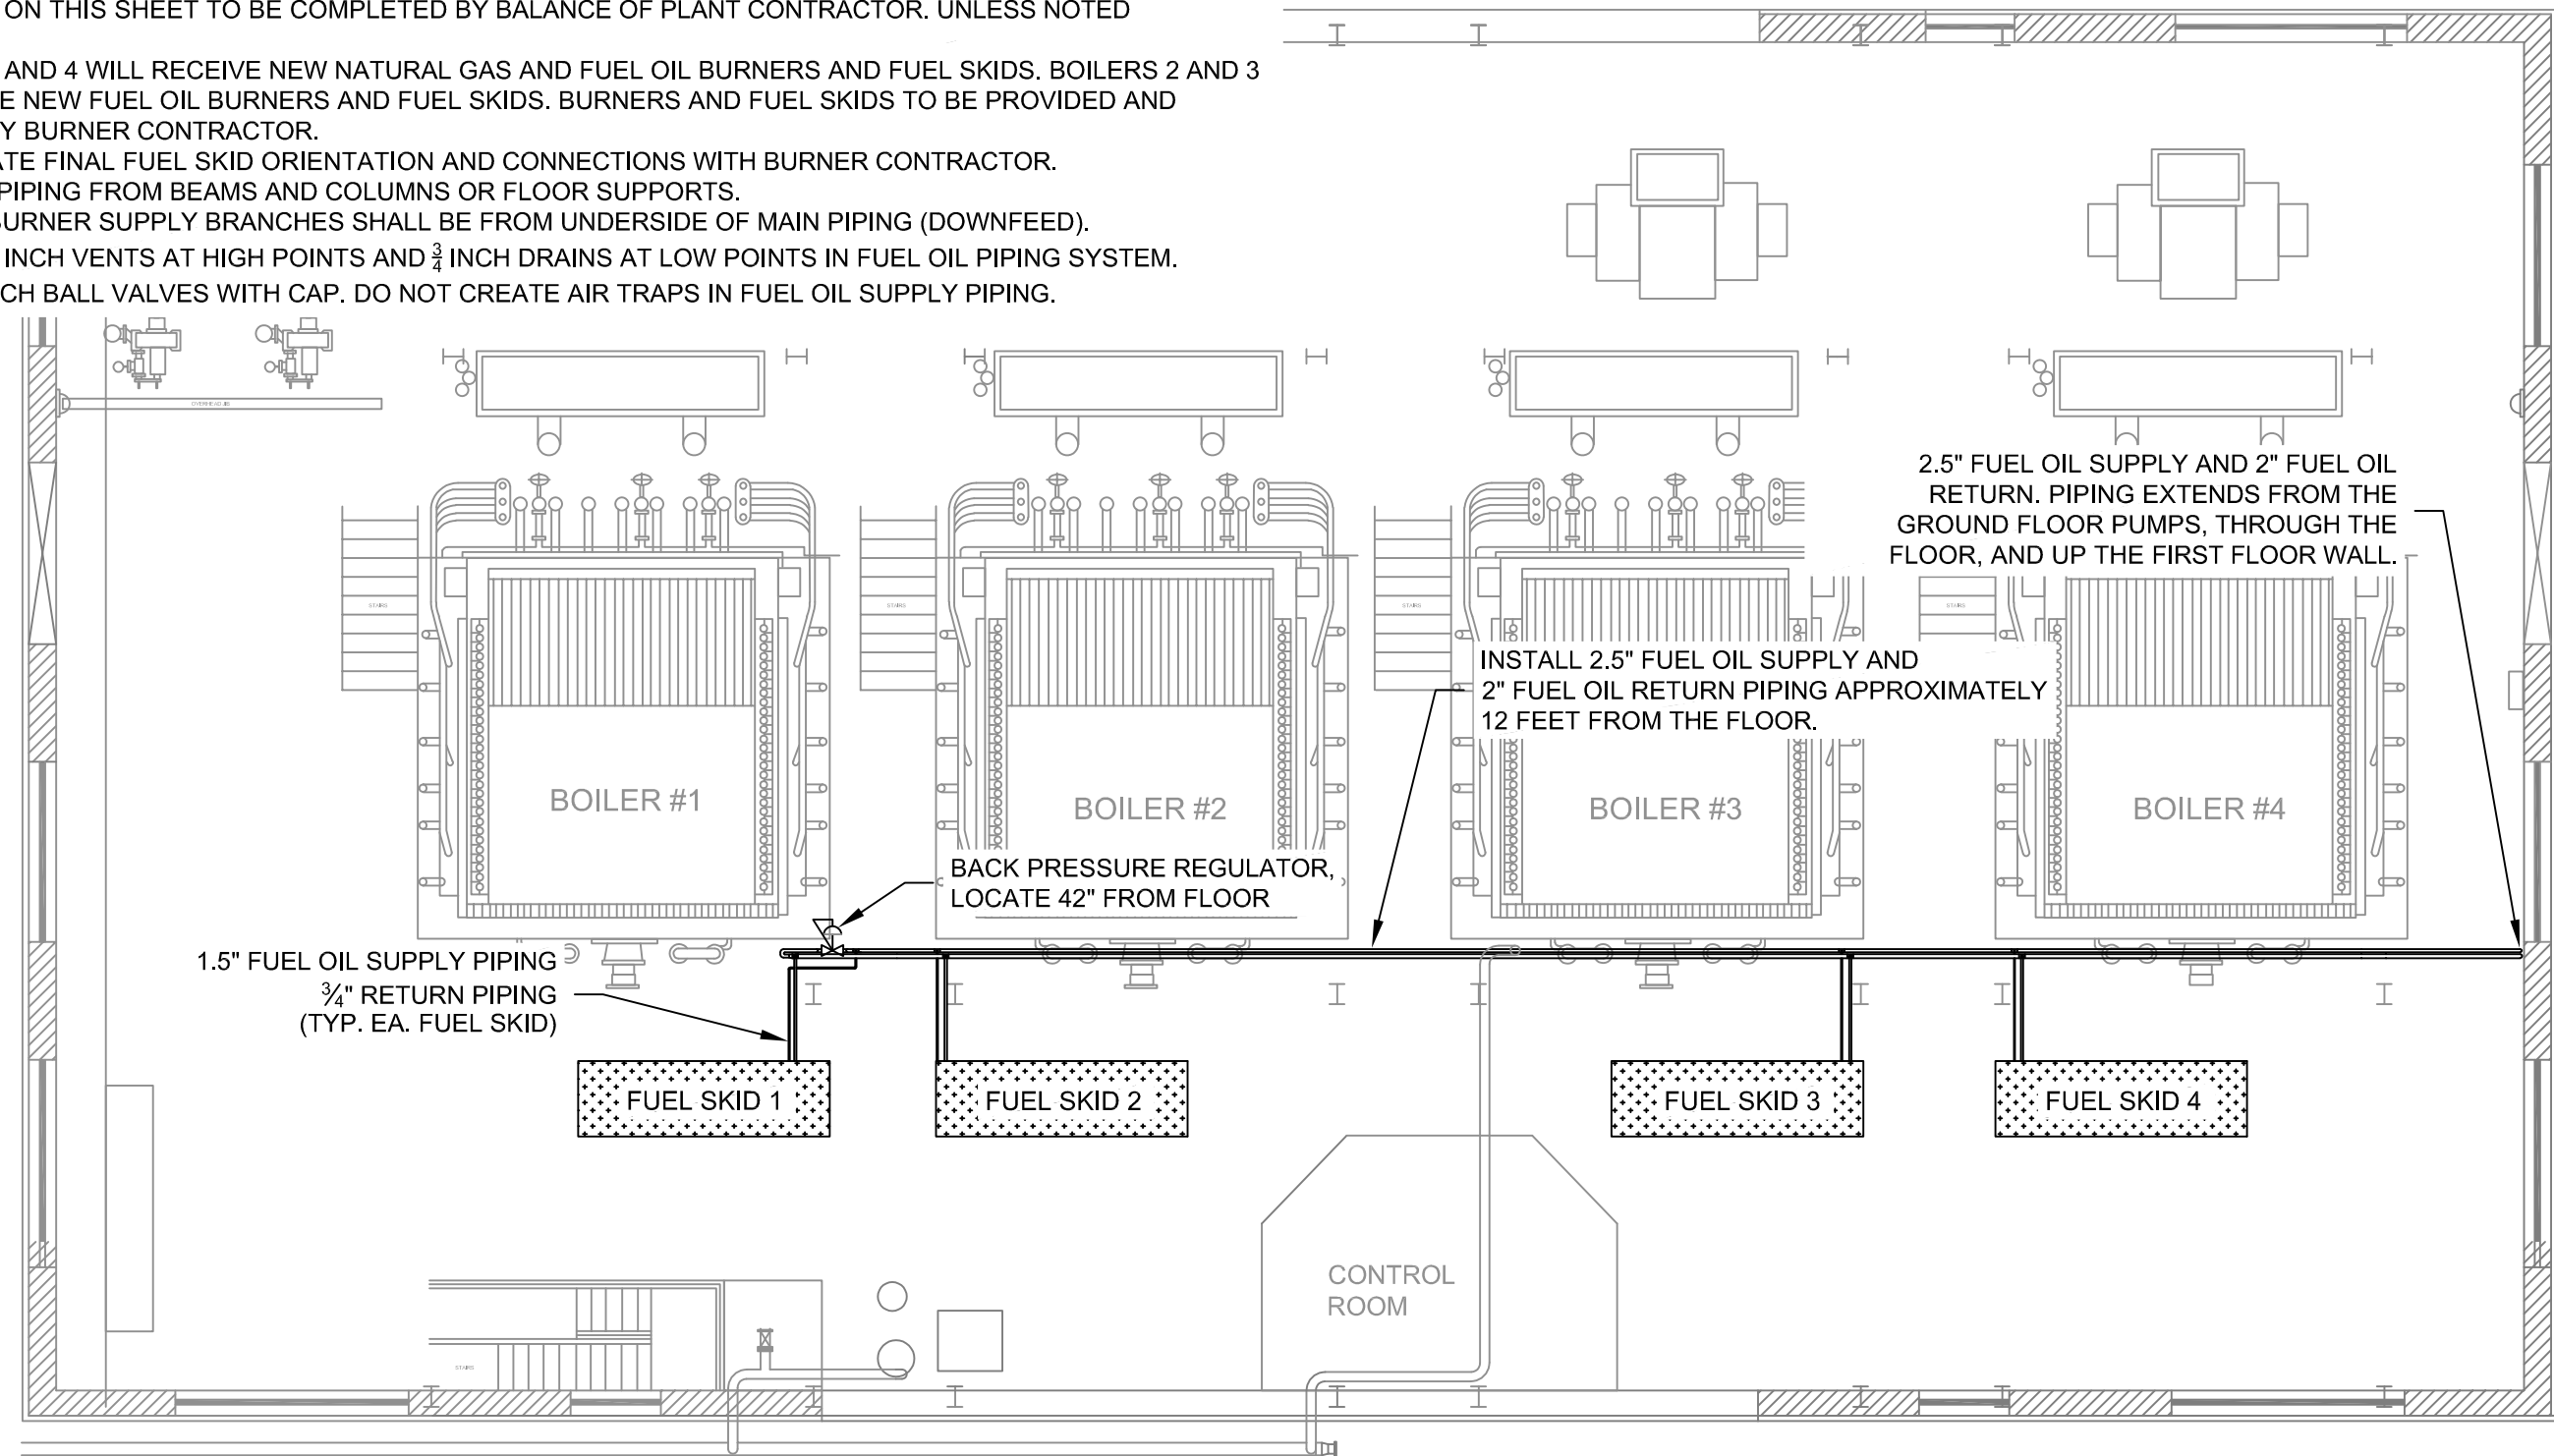 ON THIS SHEET TO BE COMPLETED BY BALANCE OF PLANT CONTRACTOR. UNLESS NOTED
AND 4 WILL RECEIVE NEW NATURAL GAS AND FUEL OIL BURNERS AND FUEL SKIDS. BOILERS 2 AND 3
E NEW FUEL OIL BURNERS AND FUEL SKIDS. BURNERS AND FUEL SKIDS TO BE PROVIDED AND
Y BURNER CONTRACTOR.
ATE FINAL FUEL SKID ORIENTATION AND CONNECTIONS WITH BURNER CONTRACTOR.
PIPING FROM BEAMS AND COLUMNS OR FLOOR SUPPORTS.
BURNER SUPPLY BRANCHES SHALL BE FROM UNDERSIDE OF MAIN PIPING (DOWNFEED).
INCH VENTS AT HIGH POINTS AND 3/4 INCH DRAINS AT LOW POINTS IN FUEL OIL PIPING SYSTEM.
CH BALL VALVES WITH CAP. DO NOT CREATE AIR TRAPS IN FUEL OIL SUPPLY PIPING.
OVERHEAD JIB
2.5" FUEL OIL SUPPLY AND 2" FUEL OIL
RETURN. PIPING EXTENDS FROM THE
GROUND FLOOR PUMPS, THROUGH THE
FLOOR, AND UP THE FIRST FLOOR WALL.
STAIRS
STAIRS
STAIRS
STAIRS
INSTALL 2.5" FUEL OIL SUPPLY AND
2" FUEL OIL RETURN PIPING APPROXIMATELY
12 FEET FROM THE FLOOR.
BOILER #1
BOILER #2
BOILER #3
BOILER #4
BACK PRESSURE REGULATOR,
LOCATE 42" FROM FLOOR
1.5" FUEL OIL SUPPLY PIPING
3/4" RETURN PIPING
(TYP. EA. FUEL SKID)
FUEL SKID 1
FUEL SKID 2
FUEL SKID 3
FUEL SKID 4
CONTROL
ROOM
STAIRS